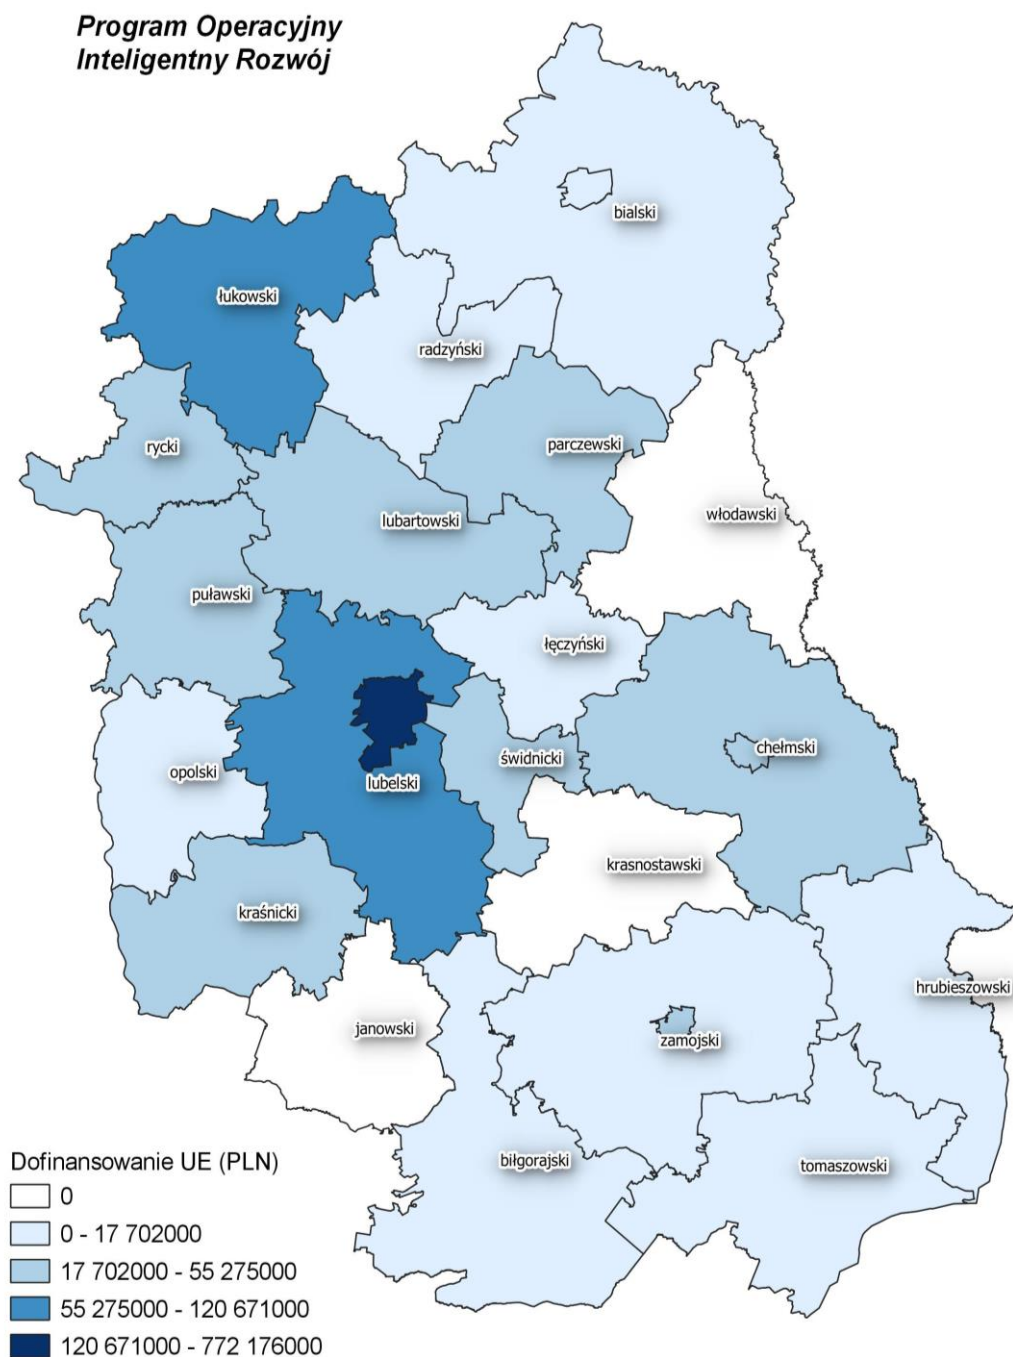 Program Operacyjny
Inteligentny Rozwój
bialski
łukowski
radzyński
parczewski
rycki
włodawski
lubartowski
puławski
łęczyński
chełmski
świdnicki
opolski
lubelski
krasnostawski
kraśnicki
hrubieszowski
janowski
zamojski
biłgorajski
tomaszowski
Dofinansowanie UE (PLN)
0
0 - 17 702000
17 702000 - 55 275000
55 275000 - 120 671000
120 671000 - 772 176000